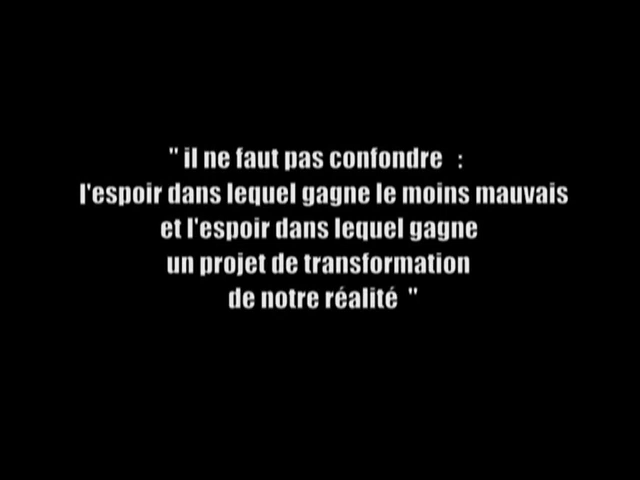 " il ne faut pas confondre :
l'espoir dans lequel gagne le moins mauvais
et l'espoir dans lequel gagne
un projet de transformation
de notre réalité "